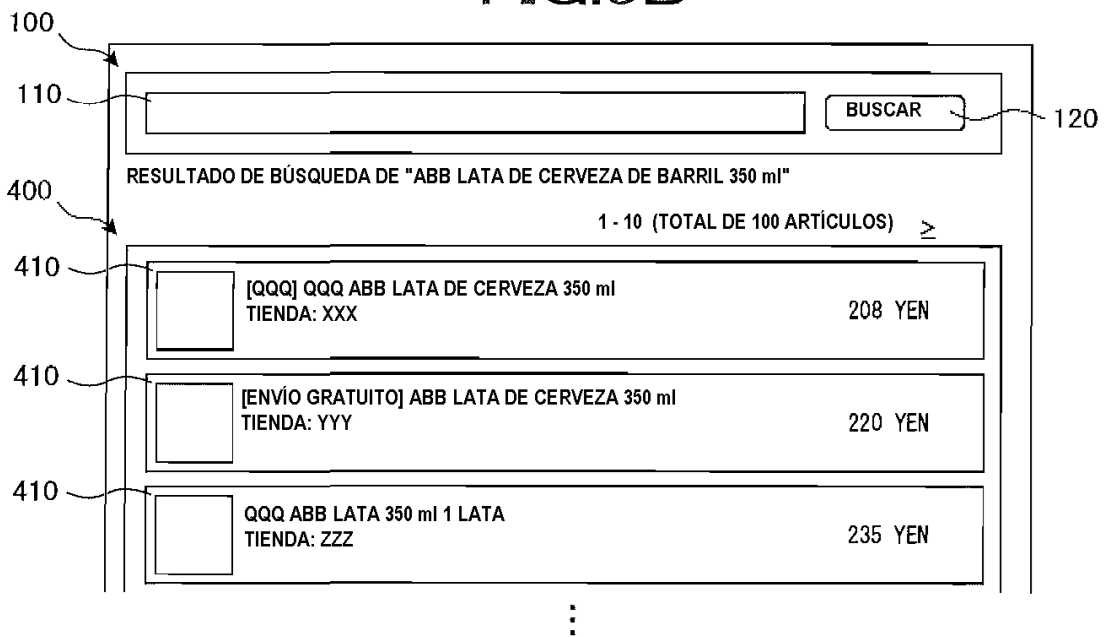 100
110
BUSCAR
120
RESULTADO DE BÚSQUEDA DE "ABB LATA DE CERVEZA DE BARRIL 350 ml"
400
1 - 10 (TOTAL DE 100 ARTÍCULOS) >
410
[QQQ] QQQ ABB LATA DE CERVEZA 350 ml
TIENDA: XXX
208 YEN
410
[ENVÍO GRATUITO] ABB LATA DE CERVEZA 350 ml
TIENDA: YYY
220 YEN
410
QQQ ABB LATA 350 ml 1 LATA
TIENDA: ZZZ
235 YEN